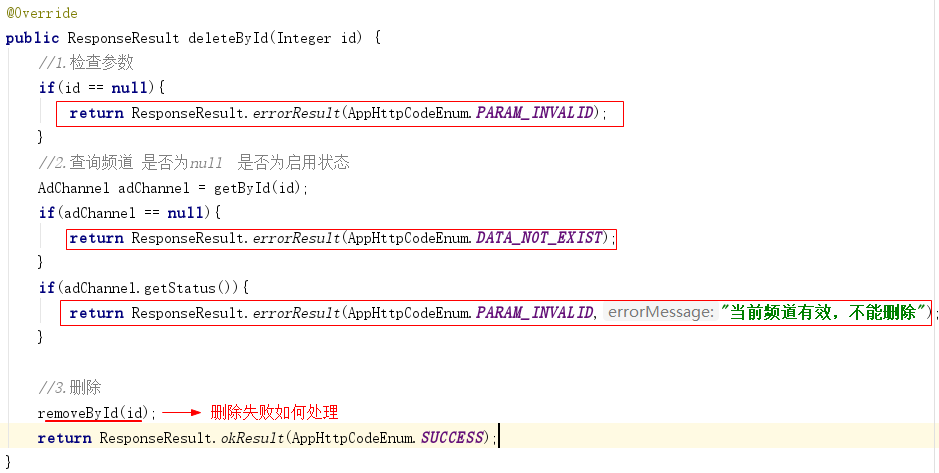 @Override
public ResponseResult deleteById(Integer id) {
//1.检查参数
if(id == null){
return ResponseResult.errorResult(AppHttpCodeEnum.PARAM_INVALID);
}
//2.查询频道 是否为null 是否为启用状态
AdChannel adChannel = getById(id);
if(adChannel == null){
return ResponseResult.errorResult(AppHttpCodeEnum.DATA_NOT_EXIST);
}
if(adChannel.getStatus()){
return ResponseResult.errorResult(AppHttpCodeEnum.PARAM_INVALID, errorMessage: "当前频道有效，不能删除");
}
//3.删除
removeById(id); 删除失败如何处理
return ResponseResult.okResult(AppHttpCodeEnum.SUCCESS);
}